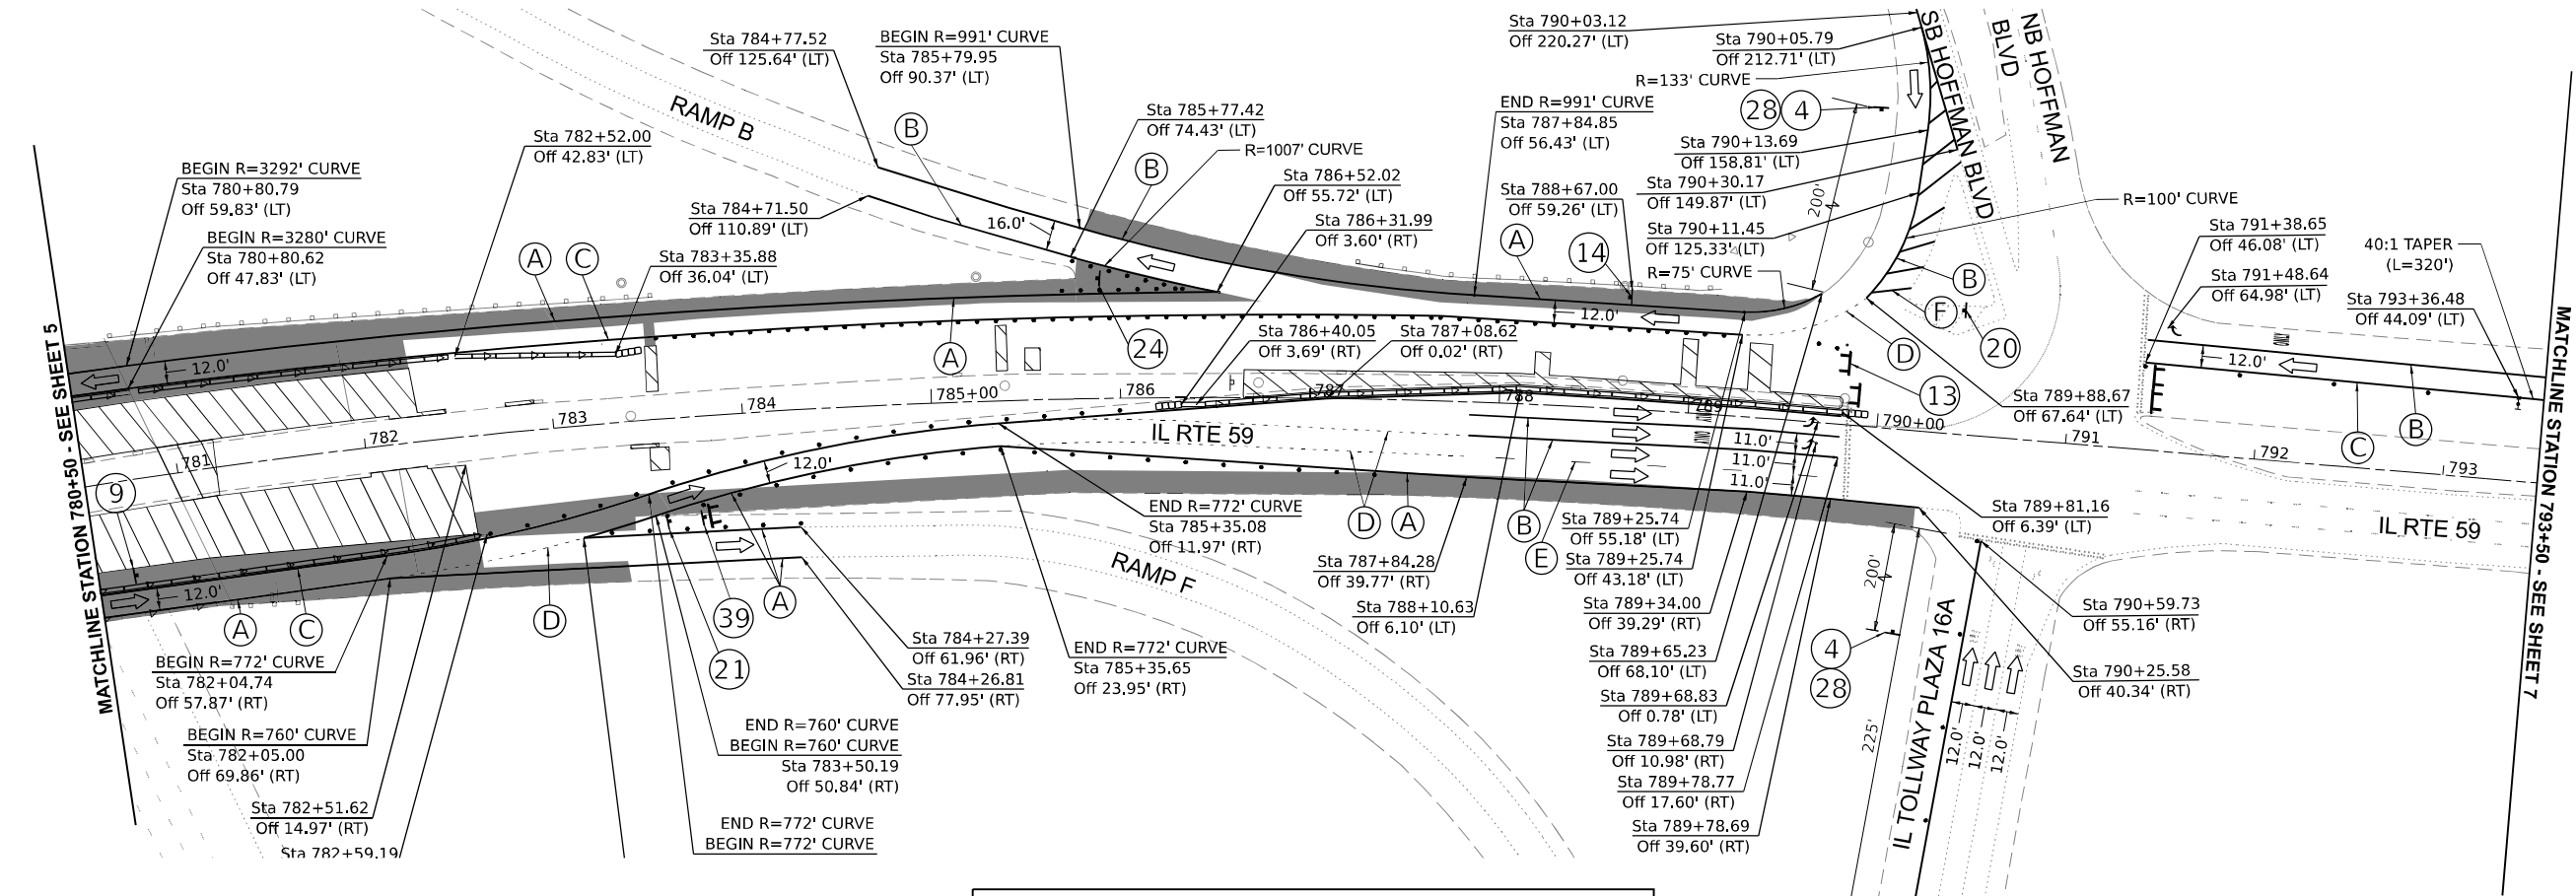 Sta 784+77.52
Off 125.64' (LT)
BEGIN R=991' CURVE
Sta 785+79.95
Off 90.37' (LT)
Sta 790+03.12
Off 220.27' (LT)
Sta 790+05.79
Off 212.71' (LT)
R=133' CURVE
SB HOFFMAN BLVD
NB HOFFMAN
BLVD
RAMP B
B
Sta 785+77.42
Off 74.43' (LT)
R=1007' CURVE
END R=991' CURVE
Sta 787+84.85
Off 56.43' (LT)
28
4
Sta 782+52.00
Off 42.83' (LT)
Sta 790+13.69
Off 158.81' (LT)
BEGIN R=3292' CURVE
Sta 780+80.79
Off 59.83' (LT)
B
Sta 786+52.02
Off 55.72' (LT)
Sta 788+67.00
Off 59.26' (LT)
Sta 790+30.17
Off 149.87' (LT)
200'
R=100' CURVE
Sta 784+71.50
Off 110.89' (LT)
16.0'
Sta 786+31.99
Off 3.60' (RT)
Sta 790+11.45
Off 125.33' (LT)
Sta 791+38.65
Off 46.08' (LT)
40:1 TAPER
(L=320')
BEGIN R=3280' CURVE
Sta 780+80.62
Off 47.83' (LT)
A
C
Sta 783+35.88
Off 36.04' (LT)
A
14
R=75' CURVE
B
F
20
Sta 791+48.64
Off 64.98' (LT)
Sta 793+36.48
Off 44.09' (LT)
12.0'
12.0'
Sta 786+40.05
Off 3.69' (RT)
Sta 787+08.62
Off 0.02' (RT)
A
24
D
13
12.0'
MATCHLINE STATION 780+50 - SEE SHEET 5
MATCHLINE STATION 793+50 - SEE SHEET 7
781
782
783
784
785+00
786
787
788
789
790+00
791
792
793
Sta 789+88.67
Off 67.64' (LT)
C
B
IL RTE 59
11.0'
11.0'
11.0'
9
12.0'
12.0'
END R=772' CURVE
Sta 785+35.08
Off 11.97' (RT)
D
A
B
E
Sta 789+25.74
Off 55.18' (LT)
Sta 789+81.16
Off 6.39' (LT)
IL RTE 59
Sta 787+84.28
Off 39.77' (RT)
Sta 789+25.74
Off 43.18' (LT)
RAMP F
200'
A
C
D
39
A
Sta 788+10.63
Off 6.10' (LT)
Sta 789+34.00
Off 39.29' (RT)
Sta 790+59.73
Off 55.16' (RT)
BEGIN R=772' CURVE
Sta 782+04.74
Off 57.87' (RT)
21
Sta 784+27.39
Off 61.96' (RT)
Sta 784+26.81
Off 77.95' (RT)
END R=772' CURVE
Sta 785+35.65
Off 23.95' (RT)
Sta 789+65.23
Off 68.10' (LT)
4
28
Sta 790+25.58
Off 40.34' (RT)
Sta 789+68.83
Off 0.78' (LT)
BEGIN R=760' CURVE
Sta 782+05.00
Off 69.86' (RT)
END R=760' CURVE
BEGIN R=760' CURVE
Sta 783+50.19
Off 50.84' (RT)
Sta 789+68.79
Off 10.98' (RT)
225'
IL TOLLWAY PLAZA 16A
12.0'
12.0'
12.0'
Sta 789+78.77
Off 17.60' (RT)
Sta 782+51.62
Off 14.97' (RT)
END R=772' CURVE
BEGIN R=772' CURVE
Sta 789+78.69
Off 39.60' (RT)
Sta 782+59.19